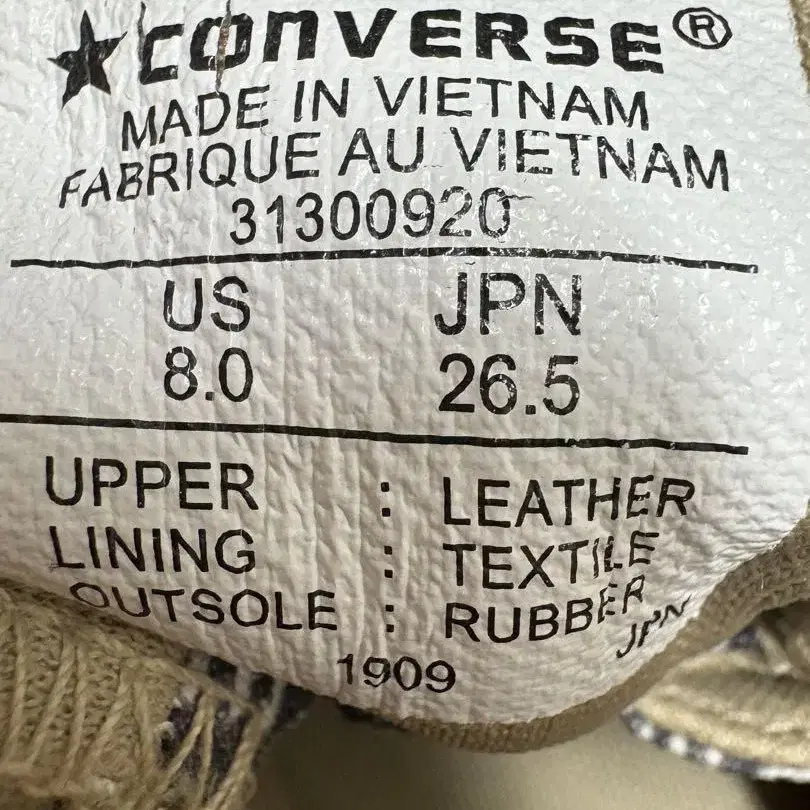 CONVERSE®
MADE IN VIETNAM
FABRIQUE AU VIETNAM
31300920
US JPN
8.0 26.5
UPPER : LEATHER
LINING : TEXTILE
OUTSOLE : RUBBER
JPN
1909